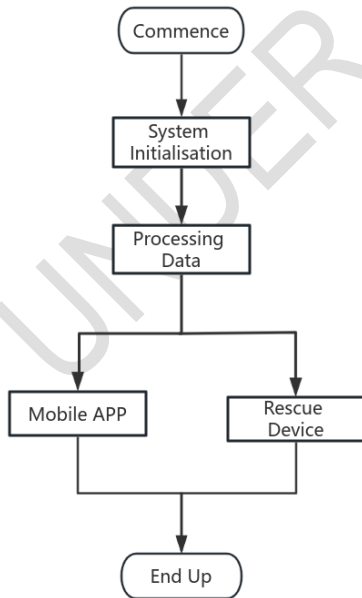 Commence
System
Initialisation
Processing
Data
Mobile APP
Rescue
Device
End Up
UNDER